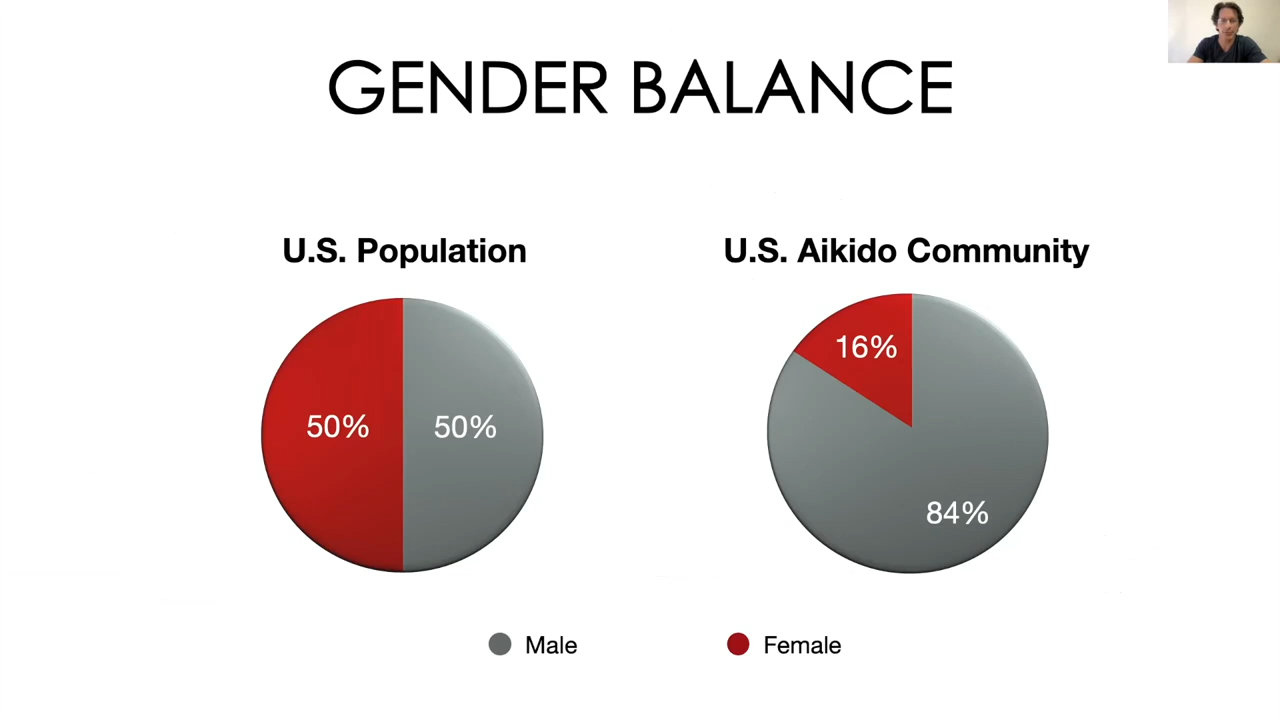 GENDER BALANCE
U.S. Population
U.S. Aikido Community
50%
50%
16%
84%
Male
Female